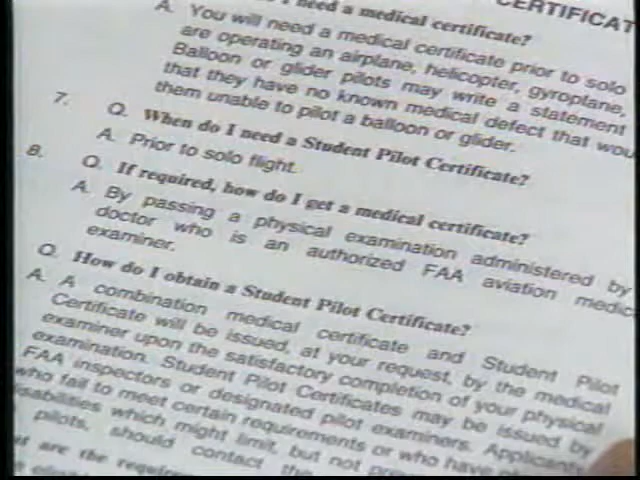 CERTIFICAT
need a medical certificate?
A. You will need a medical certificate prior to solo
are operating an airplane, helicopter, gyroplane,
Balloon or glider pilots may write a statement
that they have no known medical defect that wou
them unable to pilot a balloon or glider.
7. Q. When do I need a Student Pilot Certificate?
A. Prior to solo flight.
8. Q. If required, how do I get a medical certificate?
A. By passing a physical examination administered by
doctor who is an authorized FAA aviation medic
examiner.
Q. How do I obtain a Student Pilot Certificate?
A. A combination medical certificate and Student Pilot
Certificate will be issued, at your request, by the medical
examiner upon the satisfactory completion of your physical
examination. Student Pilot Certificates may be issued by
FAA inspectors or designated pilot examiners. Applicants
who fail to meet certain requirements or who have
disabilities which might limit, but not
pilots, should contact the
are the